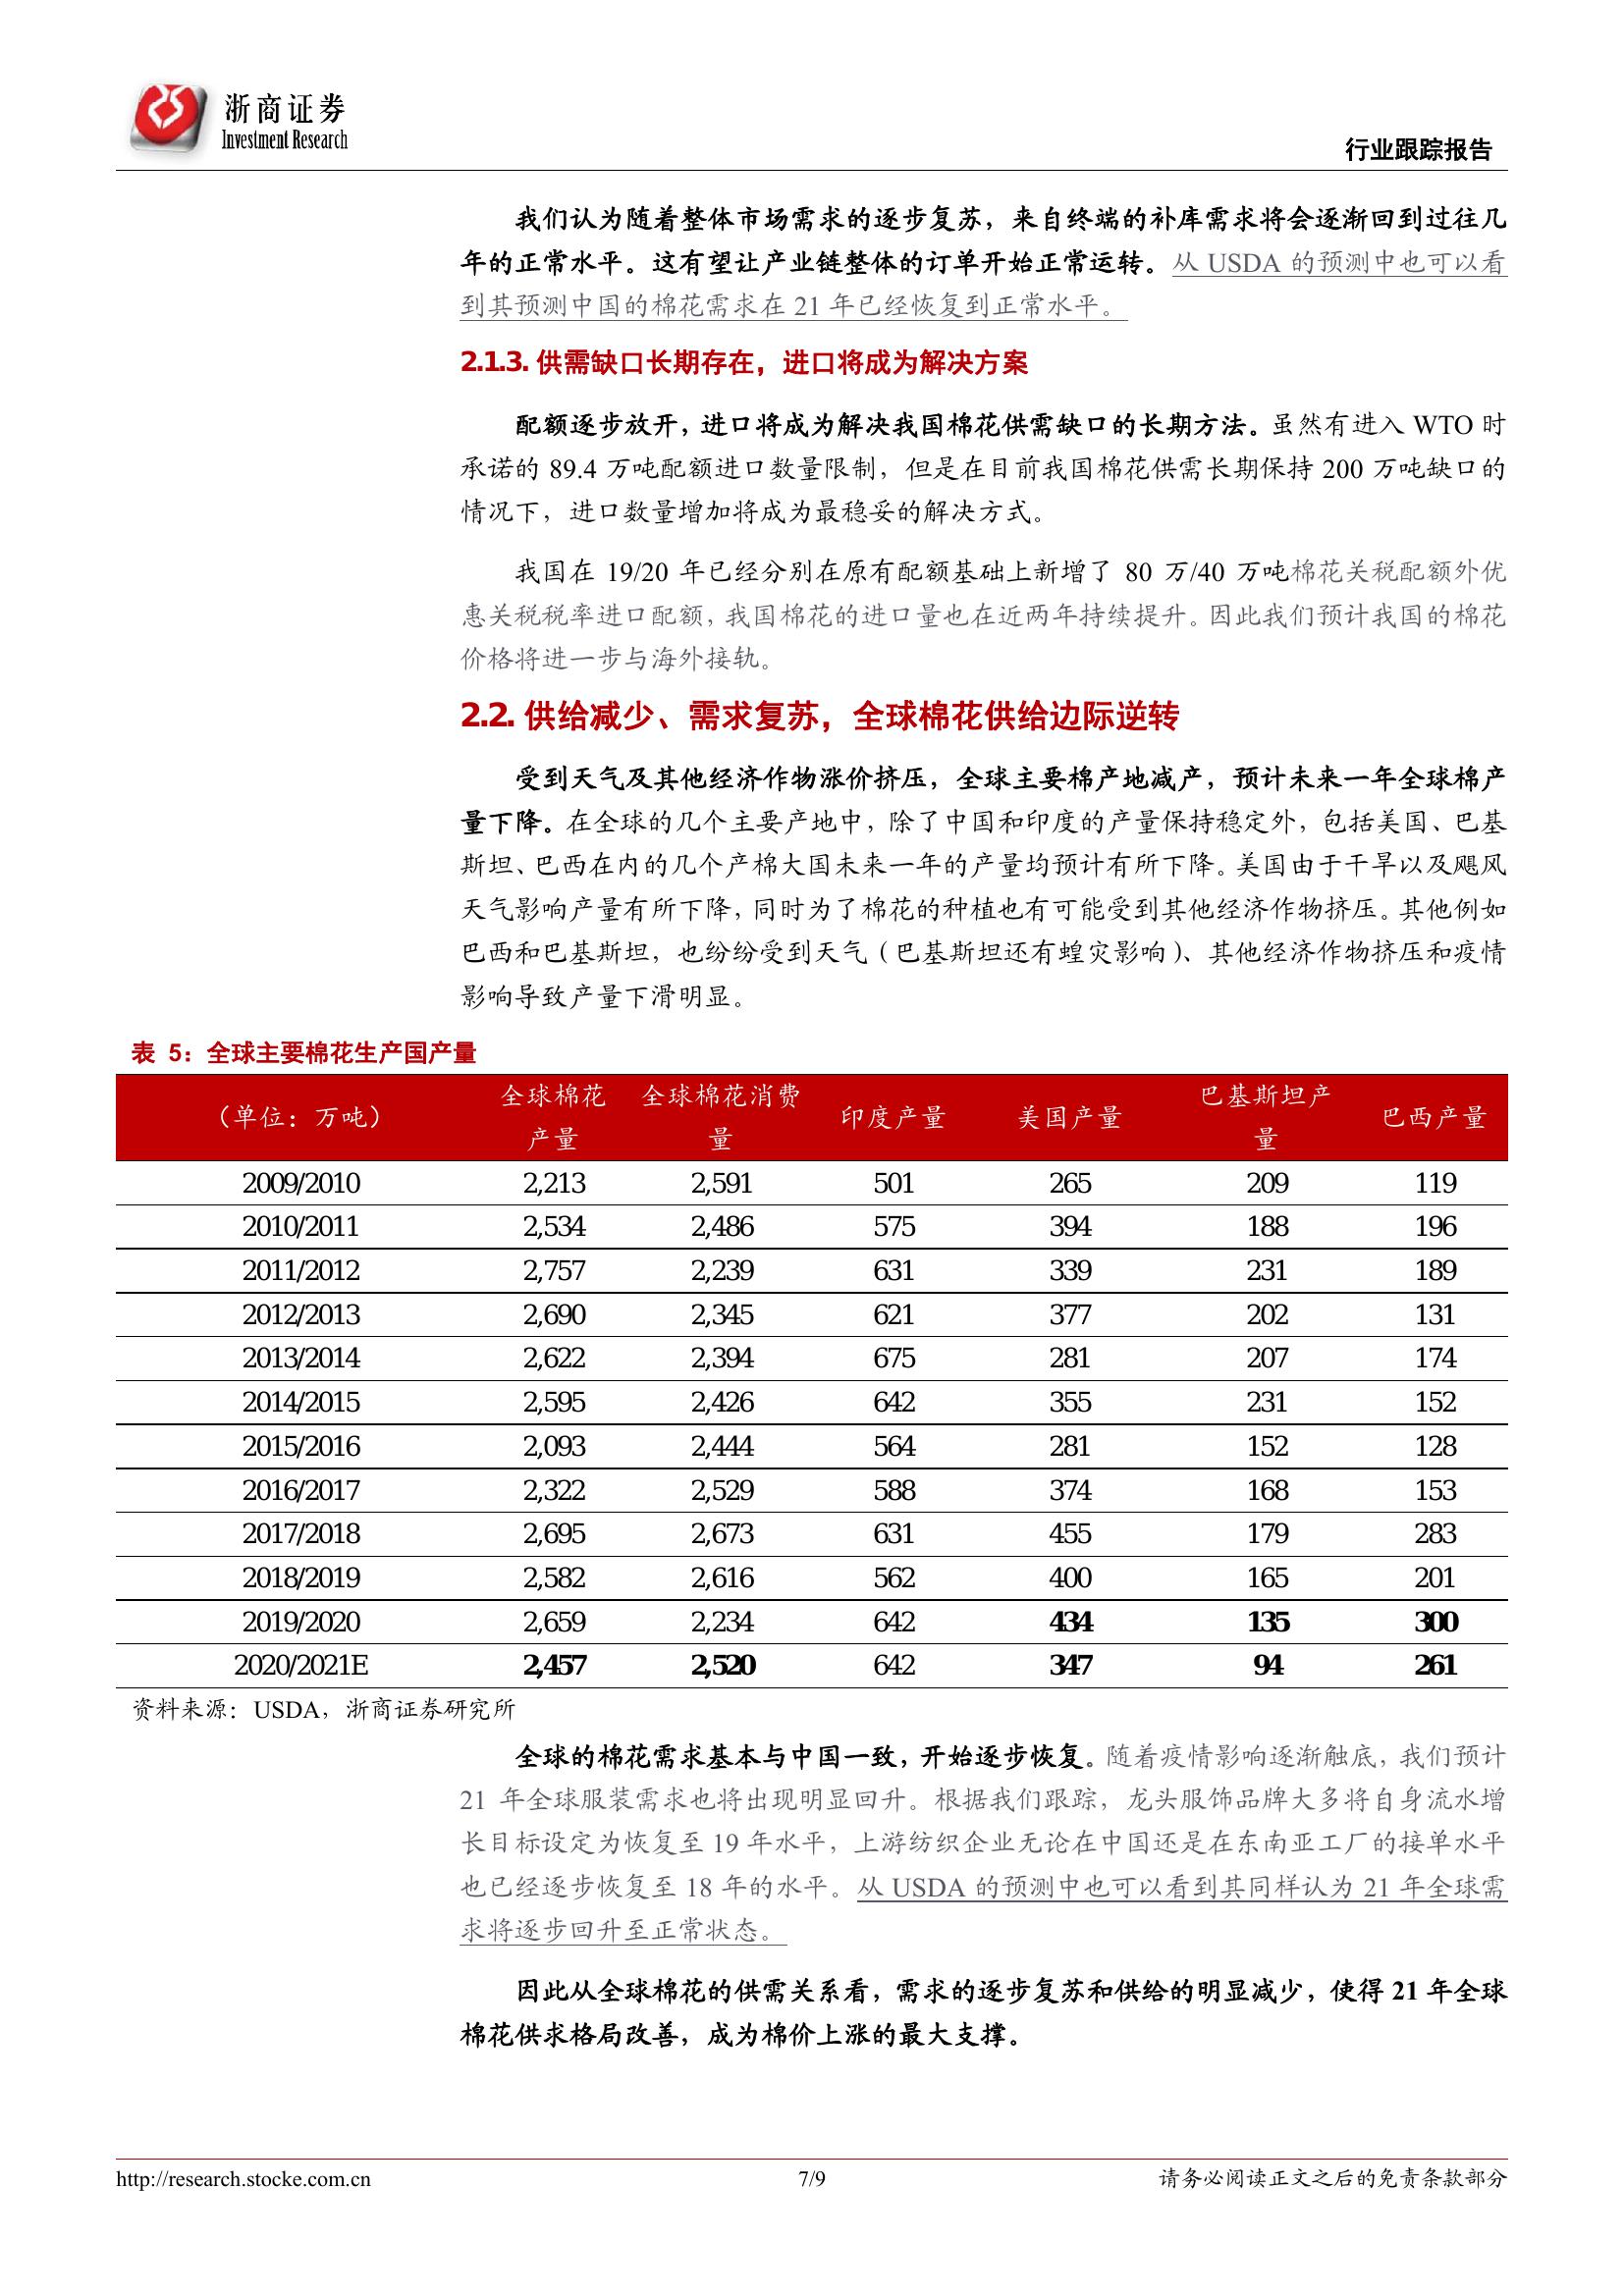 浙商证券
Investment Research
行业跟踪报告
我们认为随着整体市场需求的逐步复苏，来自终端的补库需求将会逐渐回到过往几
年的正常水平。这有望让产业链整体的订单开始正常运转。从 USDA 的预测中也可以看
到其预测中国的棉花需求在 21 年已经恢复到正常水平。
2.1.3. 供需缺口长期存在，进口将成为解决方案
配额逐步放开，进口将成为解决我国棉花供需缺口的长期方法。虽然有进入 WTO 时
承诺的 89.4 万吨配额进口数量限制，但是在目前我国棉花供需长期保持 200 万吨缺口的
情况下，进口数量增加将成为最稳妥的解决方式。
我国在 19/20 年已经分别在原有配额基础上新增了 80 万/40 万吨棉花关税配额外优
惠关税税率进口配额，我国棉花的进口量也在近两年持续提升。因此我们预计我国的棉花
价格将进一步与海外接轨。
2.2. 供给减少、需求复苏，全球棉花供给边际逆转
受到天气及其他经济作物涨价挤压，全球主要棉产地减产，预计未来一年全球棉产
量下降。在全球的几个主要产地中，除了中国和印度的产量保持稳定外，包括美国、巴基
斯坦、巴西在内的几个产棉大国未来一年的产量均预计有所下降。美国由于干旱以及飓风
天气影响产量有所下降，同时为了棉花的种植也有可能受到其他经济作物挤压。其他例如
巴西和巴基斯坦，也纷纷受到天气（巴基斯坦还有蝗灾影响）、其他经济作物挤压和疫情
影响导致产量下滑明显。
表 5：全球主要棉花生产国产量
（单位：万吨） 全球棉花产量 全球棉花消费量 印度产量 美国产量 巴基斯坦产量 巴西产量
2009/2010 2,213 2,591 501 265 209 119
2010/2011 2,534 2,486 575 394 188 196
2011/2012 2,757 2,239 631 339 231 189
2012/2013 2,690 2,345 621 377 202 131
2013/2014 2,622 2,394 675 281 207 174
2014/2015 2,595 2,426 642 355 231 152
2015/2016 2,093 2,444 564 281 152 128
2016/2017 2,322 2,529 588 374 168 153
2017/2018 2,695 2,673 631 455 179 283
2018/2019 2,582 2,616 562 400 165 201
2019/2020 2,659 2,234 642 434 135 300
2020/2021E 2,457 2,520 642 347 94 261
资料来源：USDA，浙商证券研究所
全球的棉花需求基本与中国一致，开始逐步恢复。随着疫情影响逐渐触底，我们预计
21 年全球服装需求也将出现明显回升。根据我们跟踪，龙头服饰品牌大多将自身流水增
长目标设定为恢复至 19 年水平，上游纺织企业无论在中国还是在东南亚工厂的接单水平
也已经逐步恢复至 18 年的水平。从 USDA 的预测中也可以看到其同样认为 21 年全球需
求将逐步回升至正常状态。
因此从全球棉花的供需关系看，需求的逐步复苏和供给的明显减少，使得 21 年全球
棉花供求格局改善，成为棉价上涨的最大支撑。
http://research.stocke.com.cn 7/9 请务必阅读正文之后的免责条款部分